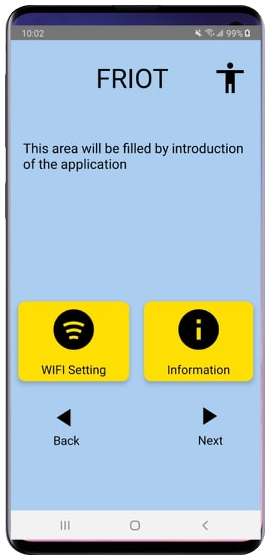 10:02 99%
FRIOT
This area will be filled by introduction
of the application
WIFI Setting Information
Back Next